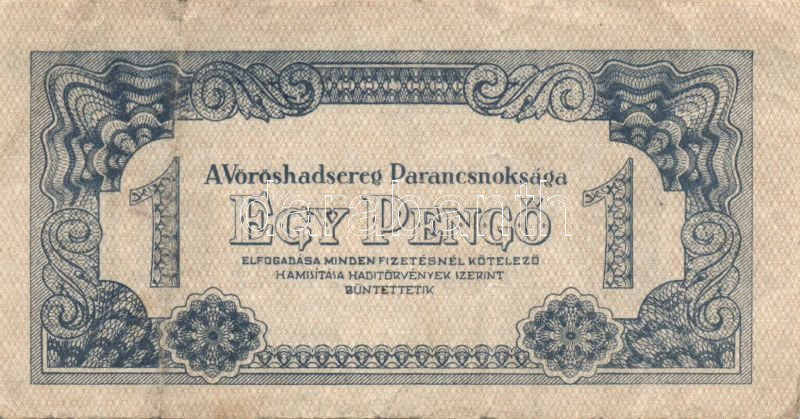 A Vöröshadsereg Parancsnoksága
1 EGY PENGŐ 1
ELFOGADÁSA MINDEN FIZETÉSNÉL KÖTELEZŐ
HAMISÍTÁSA HADITÖRVÉNYEK SZERINT
BÜNTETTETIK